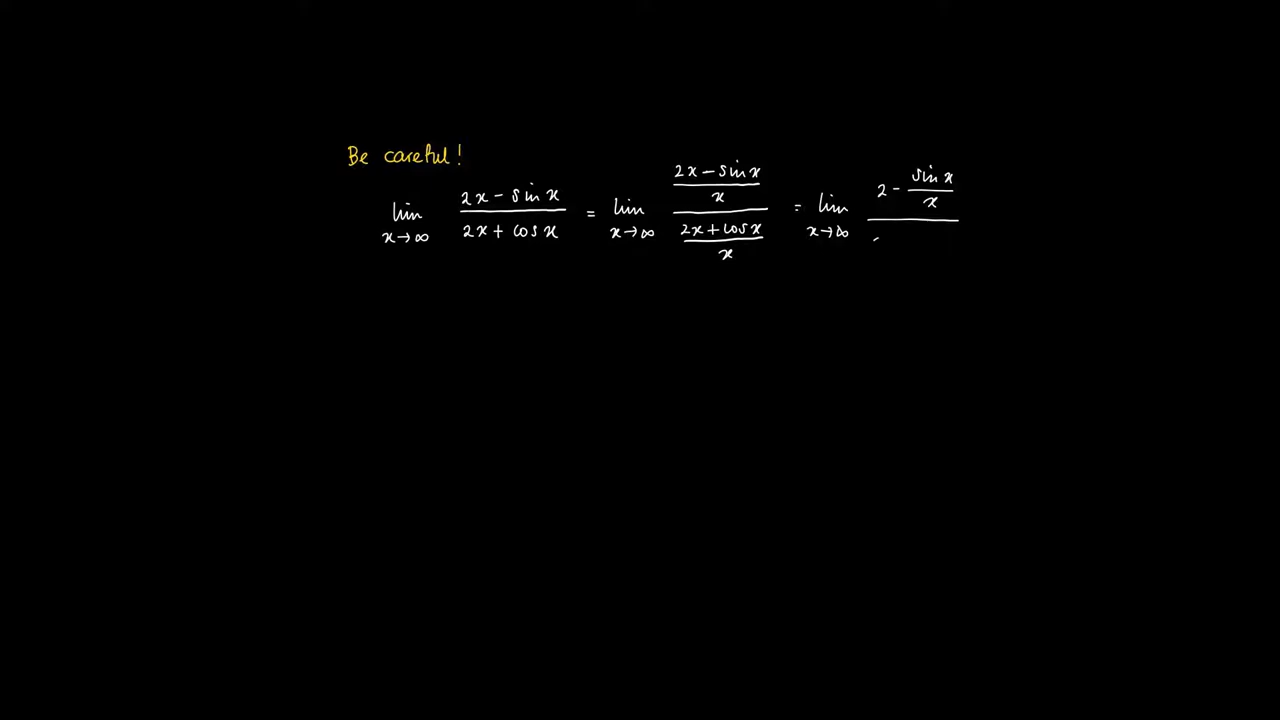 Be careful!
lim x→∞ (2x − sin x)/(2x + cos x) = lim x→∞ ((2x − sin x)/x)/((2x + cos x)/x) = lim x→∞ (2 − (sin x)/x)/